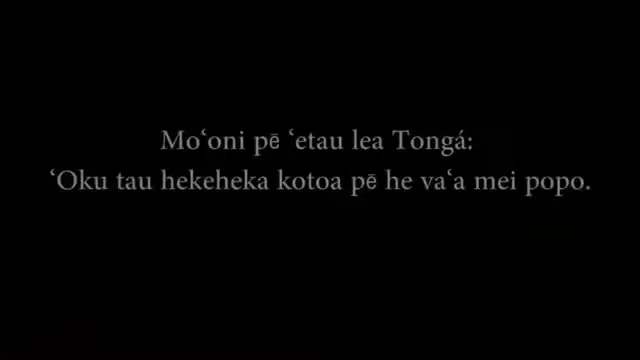 Moʻoni pē ʻetau lea Tongá:
ʻOku tau hekeheka kotoa pē he vaʻa mei popo.